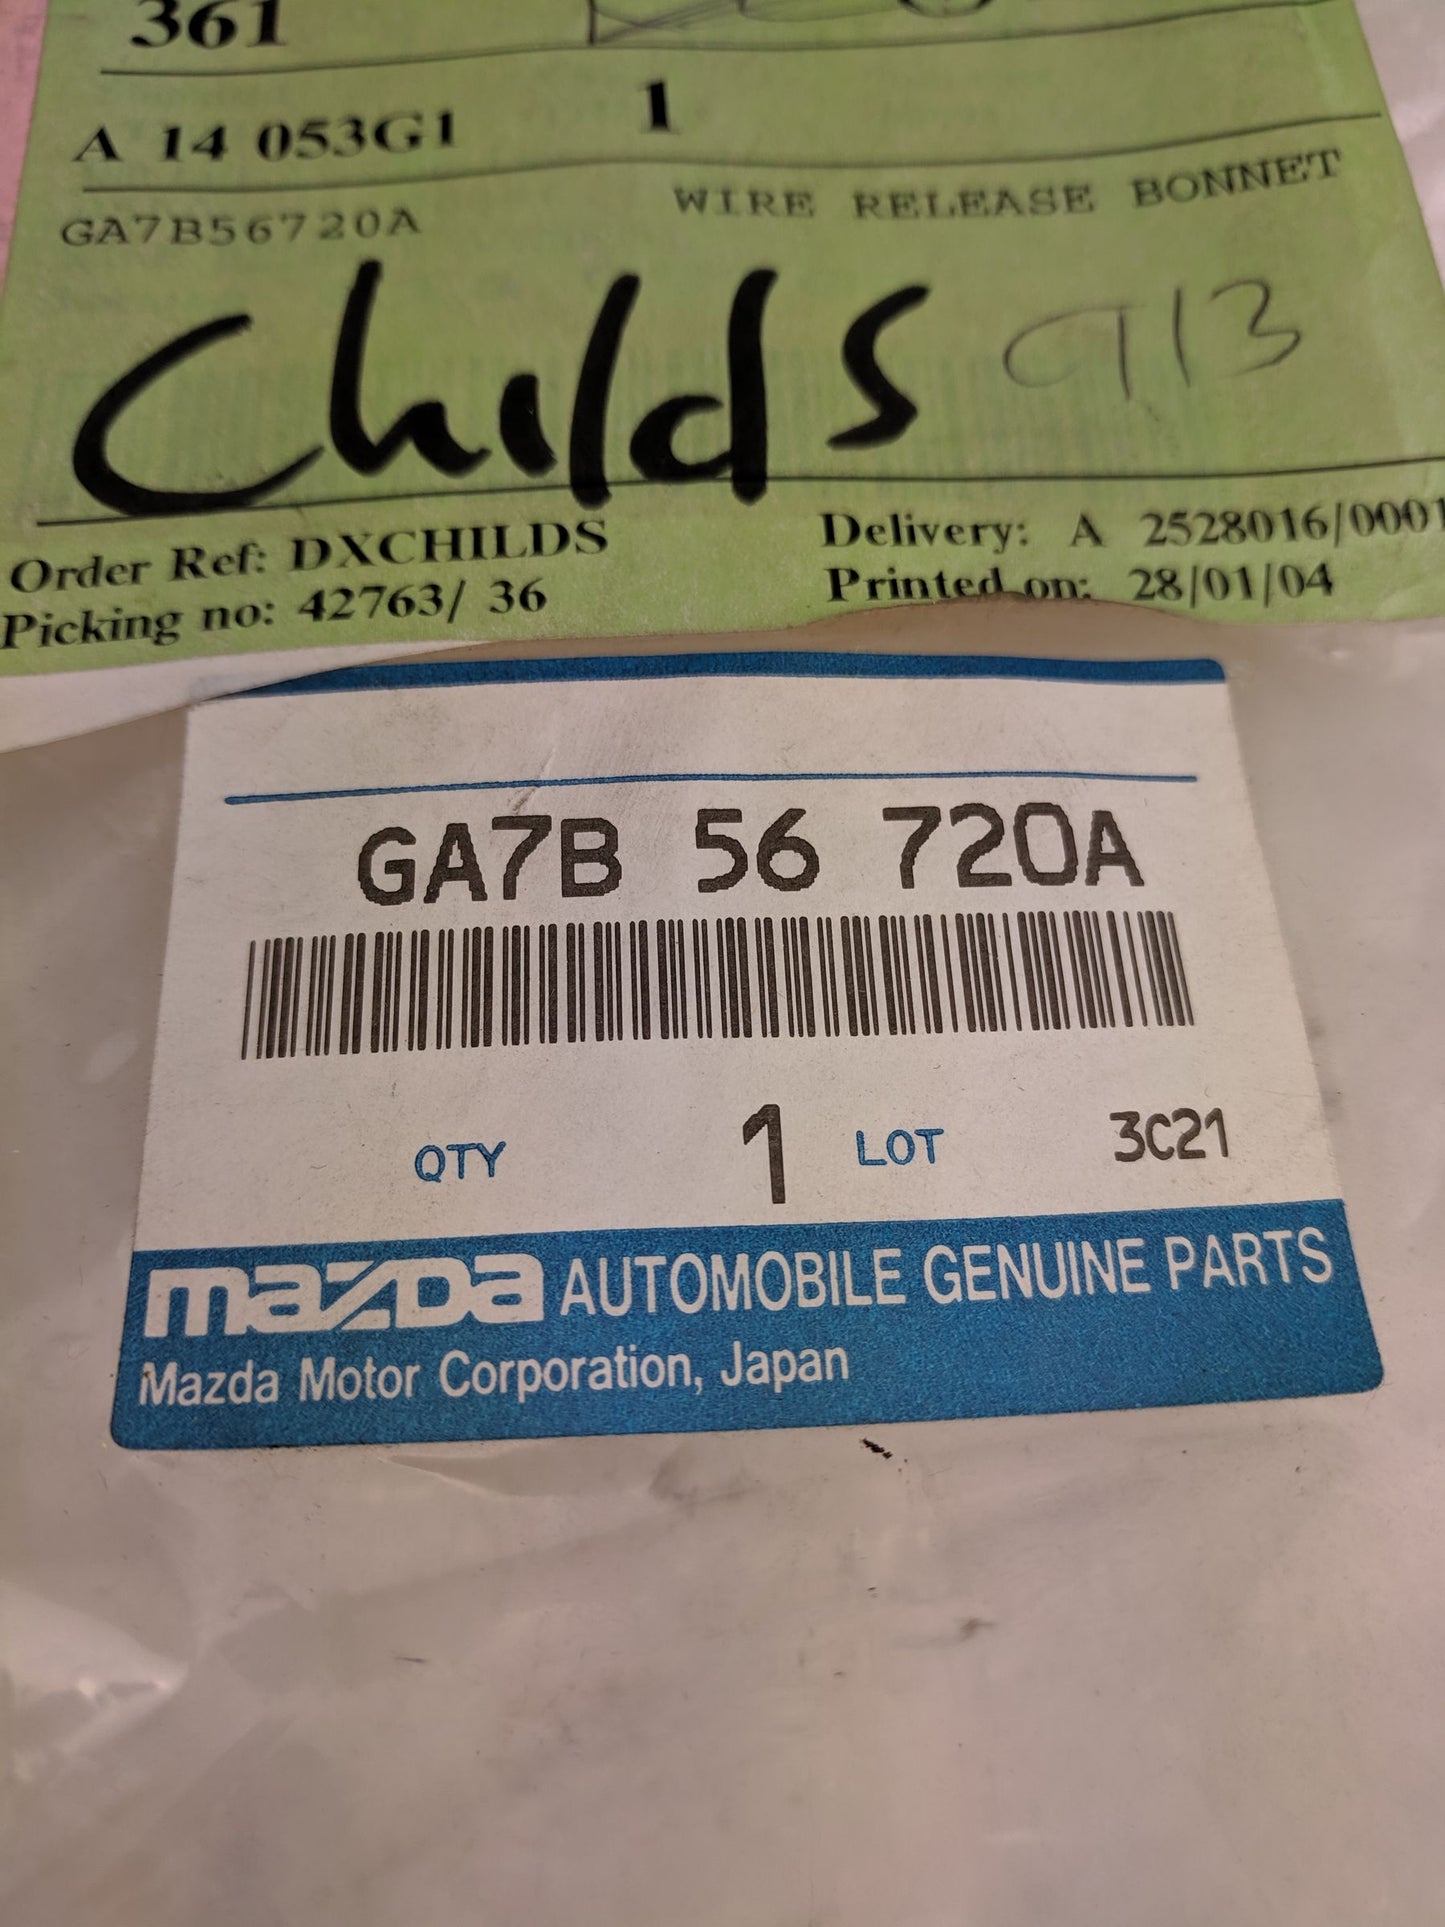 361
A 14 053G1 1
GA7B56720A WIRE RELEASE BONNET
Childs 913
Order Ref: DXCHILDS Delivery: A 2528016/0001
Picking no: 42763/ 36 Printed on: 28/01/04
GA7B 56 720A
QTY 1 LOT 3C21
mazda AUTOMOBILE GENUINE PARTS
Mazda Motor Corporation, Japan